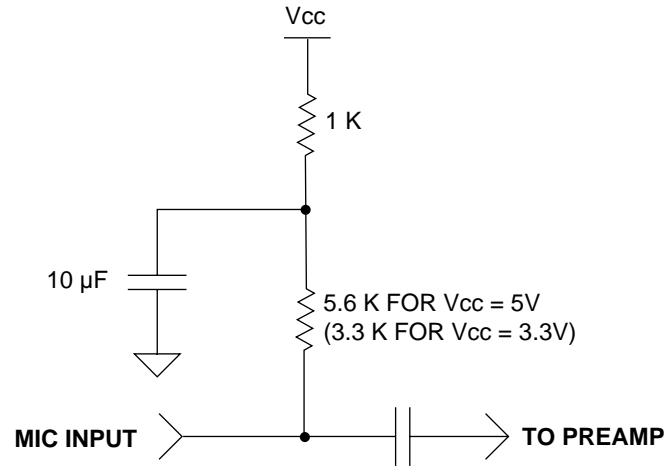 Vcc
1 K
10 µF
5.6 K FOR Vcc = 5V
(3.3 K FOR Vcc = 3.3V)
MIC INPUT
TO PREAMP